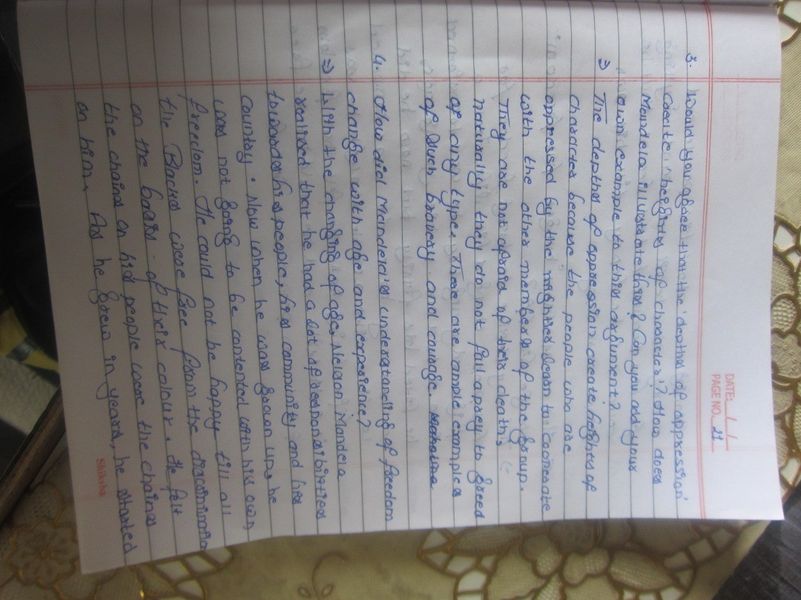 DATE: / /
PAGE NO. 21
3. Would you agree that the 'depths of oppression'
create 'heights of character'? How does
Mandela illustrate this? Can you add your
own example to this argument?
⇒ The depths of oppression create heights of
character because the people who are
oppressed by the learn to cooperate
with the other members of the group.
They are not afraid of their death.
naturally they do not fall a prey to greed
of any type. There are ample examples
of such bravery and courage.
4. How did Mandela's understanding of freedom
change with age and experience?
⇒ With the changing of age, Nelson Mandela
realised that he had a lot of responsibilities
towards his people, his community and his
country. Now when he was grown up, he
was not going to be contented with his own
freedom. He could not be happy till all
the Blacks were free from the
on the basis of their colour. He felt
the chains on his people were the chains
on him. As he grew in years, he started
Shiksha